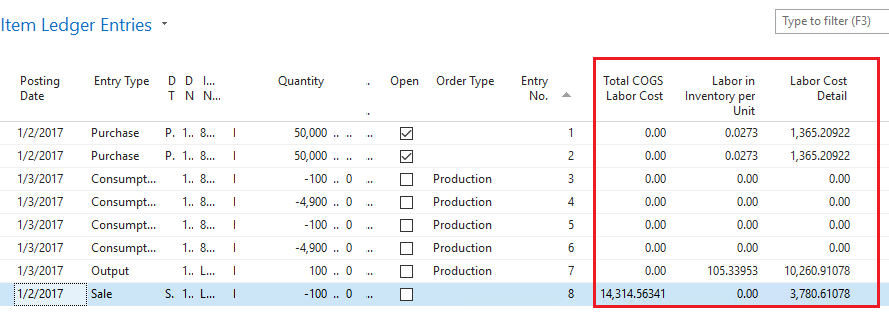 Item Ledger Entries
Type to filter (F3)
Posting Date Entry Type D T D N I... N... Quantity .. .. Open Order Type Entry No. Total COGS Labor Cost Labor in Inventory per Unit Labor Cost Detail
1/2/2017 Purchase P. 1.. 8... I 50,000 .. .. .. 1 0.00 0.0273 1,365.20922
1/2/2017 Purchase P. 1.. 8... I 50,000 .. .. .. 2 0.00 0.0273 1,365.20922
1/3/2017 Consumpt... 1.. 8... I -100 .. 0 .. Production 3 0.00 0.00 0.00
1/3/2017 Consumpt... 1.. 8... I -4,900 .. 0 .. Production 4 0.00 0.00 0.00
1/3/2017 Consumpt... 1.. 8... I -100 .. 0 .. Production 5 0.00 0.00 0.00
1/3/2017 Consumpt... 1.. 8... I -4,900 .. 0 .. Production 6 0.00 0.00 0.00
1/3/2017 Output 1.. L... I 100 .. 0 .. Production 7 0.00 105.33953 10,260.91078
1/2/2017 Sale S. 1.. L... I -100 .. 0 .. 8 14,314.56341 0.00 3,780.61078